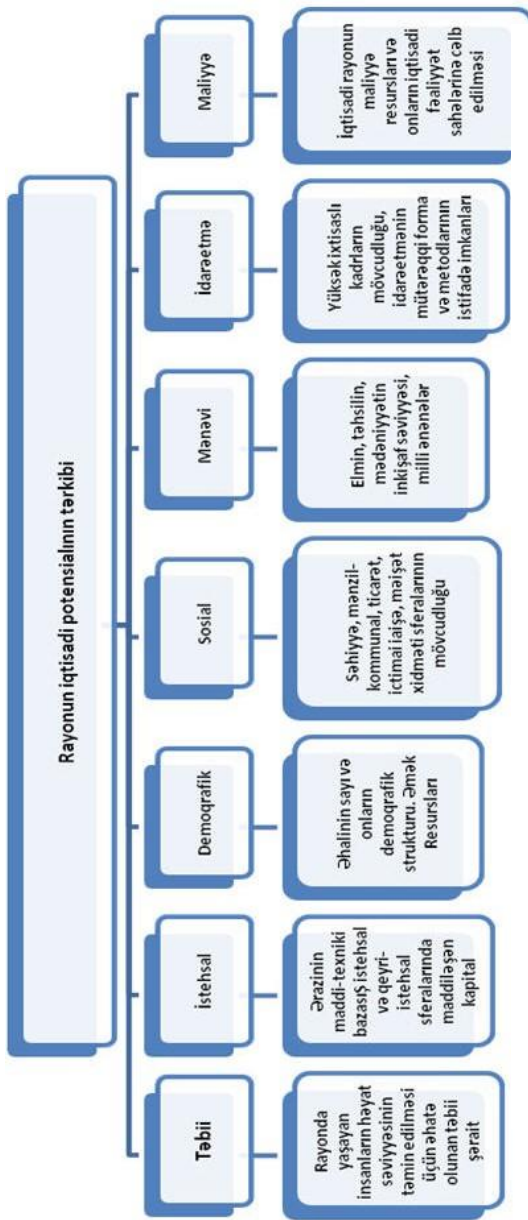 Rayonun iqtisadi potensialının tərkibi
Təbii
Rayonda
yaşayan
insanların həyat
səviyyəsinin
təmin edilməsi
üçün əhatə
olunan təbii
şərait
İstehsal
Ərazinin
maddi-texniki
bazasıŞ istehsal
və qeyri-
istehsal
sferalarında
maddiləşən
kapital
Demoqrafik
Əhalinin sayı və
onların
demoqrafik
strukturu. Əmək
Resursları
Sosial
Səhiyyə, mənzil-
kommunal, ticarət,
ictimai iaişə, məişət
xidməti sferalarının
mövcudluğu
Mənəvi
Elmin, təhsilin,
mədəniyyətin
inkişaf səviyyəsi,
milli ənənələr
İdarəetmə
Yüksək ixtisaslı
kadrların
mövcudluğu,
idarəetmənin
mütərəqqi forma
və metodlarının
istifadə imkanları
Maliyyə
İqtisadi rayonun
maliyyə
resursları və
onların iqtisadi
fəaliyyət
sahələrinə cəlb
edilməsi